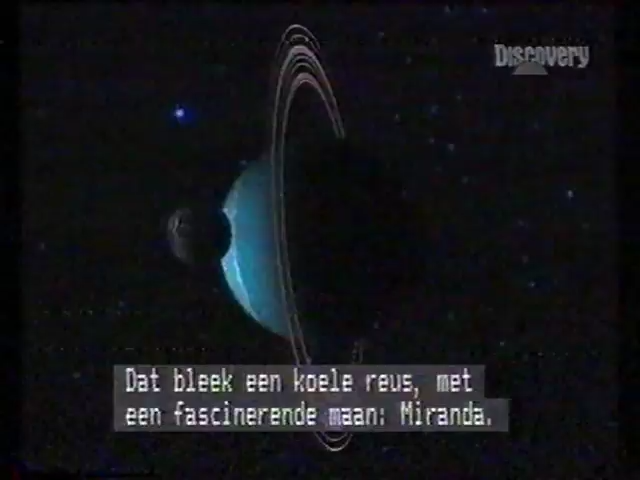 Discovery
Dat bleek een koele reus, met
een fascinerende maan: Miranda.